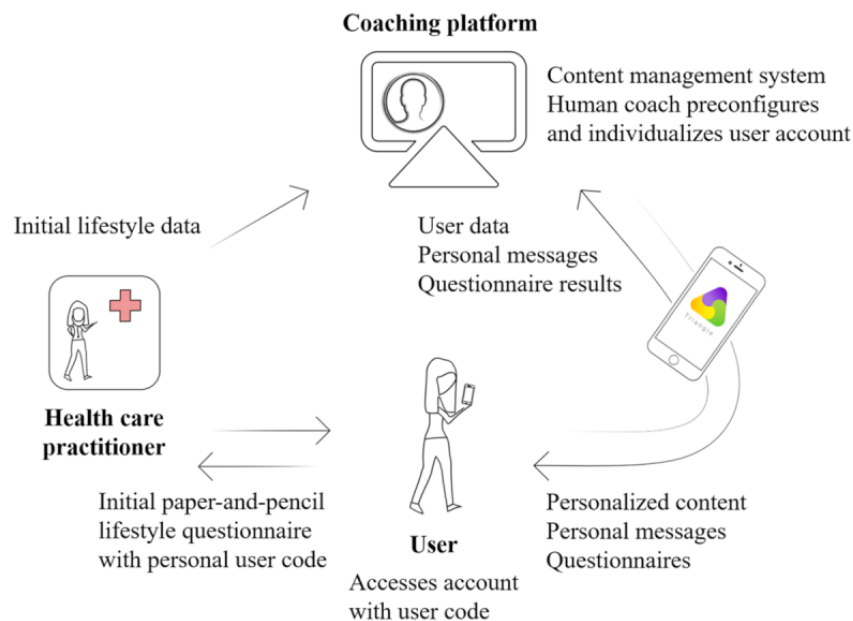 Coaching platform
Content management system
Human coach preconfigures
and individualizes user account
Initial lifestyle data
User data
Personal messages
Questionnaire results
Triangle
Health care
practitioner
Initial paper-and-pencil
lifestyle questionnaire
with personal user code
User
Accesses account
with user code
Personalized content
Personal messages
Questionnaires